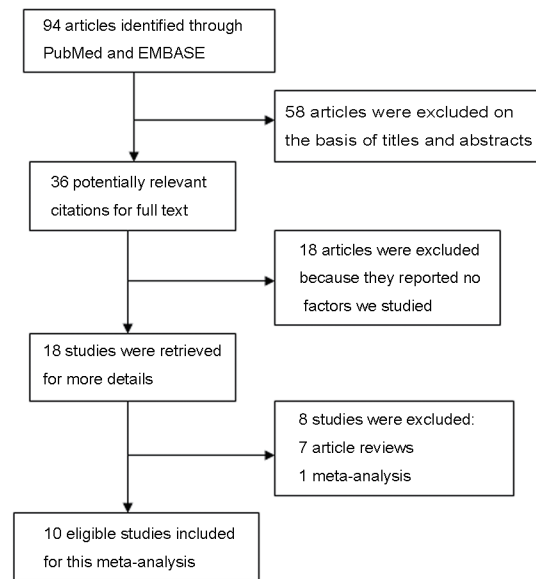 94 articles identified through
PubMed and EMBASE
58 articles were excluded on
the basis of titles and abstracts
36 potentially relevant
citations for full text
18 articles were excluded
because they reported no
factors we studied
18 studies were retrieved
for more details
8 studies were excluded:
7 article reviews
1 meta-analysis
10 eligible studies included
for this meta-analysis